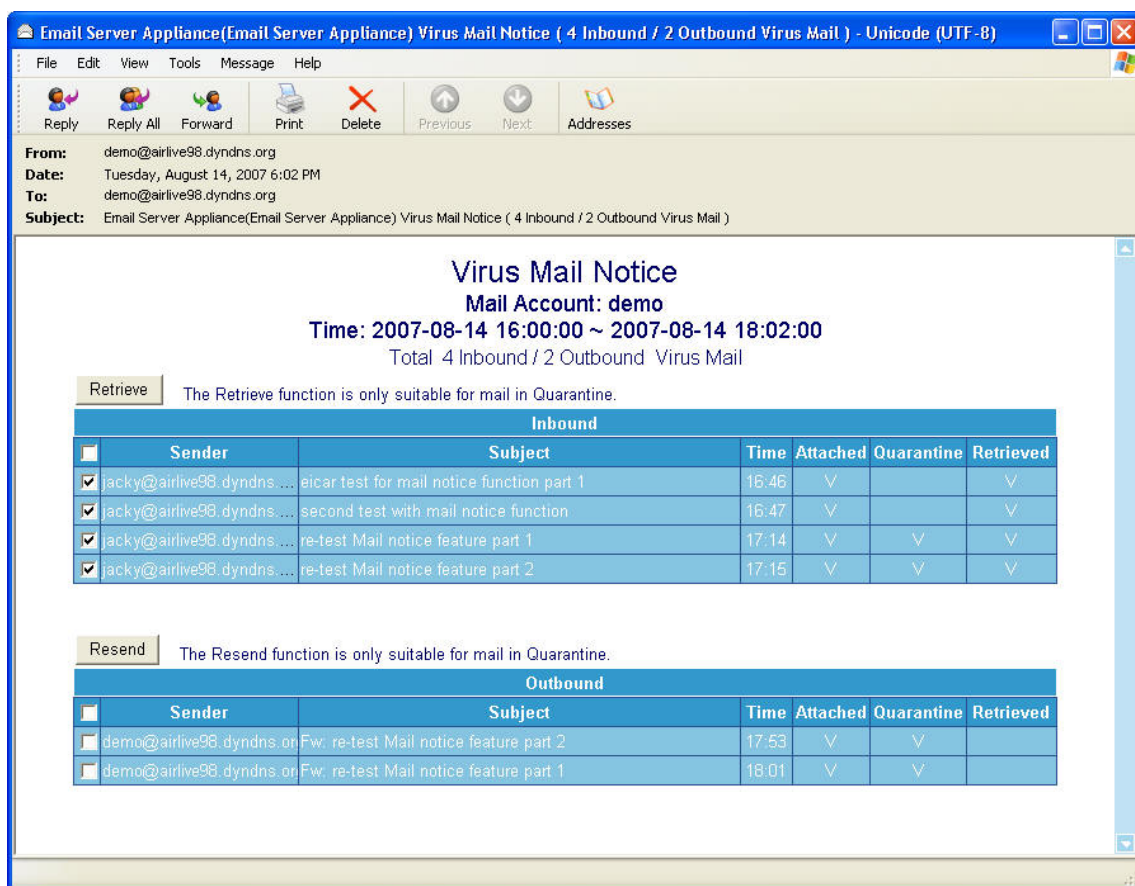 Email Server Appliance(Email Server Appliance) Virus Mail Notice ( 4 Inbound / 2 Outbound Virus Mail ) - Unicode (UTF-8)
File Edit View Tools Message Help
Reply Reply All Forward Print Delete Previous Next Addresses
From: demo@airlive98.dyndns.org
Date: Tuesday, August 14, 2007 6:02 PM
To: demo@airlive98.dyndns.org
Subject: Email Server Appliance(Email Server Appliance) Virus Mail Notice ( 4 Inbound / 2 Outbound Virus Mail )
Virus Mail Notice
Mail Account: demo
Time: 2007-08-14 16:00:00 ~ 2007-08-14 18:02:00
Total 4 Inbound / 2 Outbound Virus Mail
Retrieve The Retrieve function is only suitable for mail in Quarantine.
Inbound
Sender Subject Time Attached Quarantine Retrieved
jacky@airlive98.dyndns.... eicar test for mail notice function part 1 16:46 V V
jacky@airlive98.dyndns.... second test with mail notice function 16:47 V V
jacky@airlive98.dyndns.... re-test Mail notice feature part 1 17:14 V V V
jacky@airlive98.dyndns.... re-test Mail notice feature part 2 17:15 V V V
Resend The Resend function is only suitable for mail in Quarantine.
Outbound
Sender Subject Time Attached Quarantine Retrieved
demo@airlive98.dyndns.or Fw: re-test Mail notice feature part 2 17:53 V V
demo@airlive98.dyndns.or Fw: re-test Mail notice feature part 1 18:01 V V